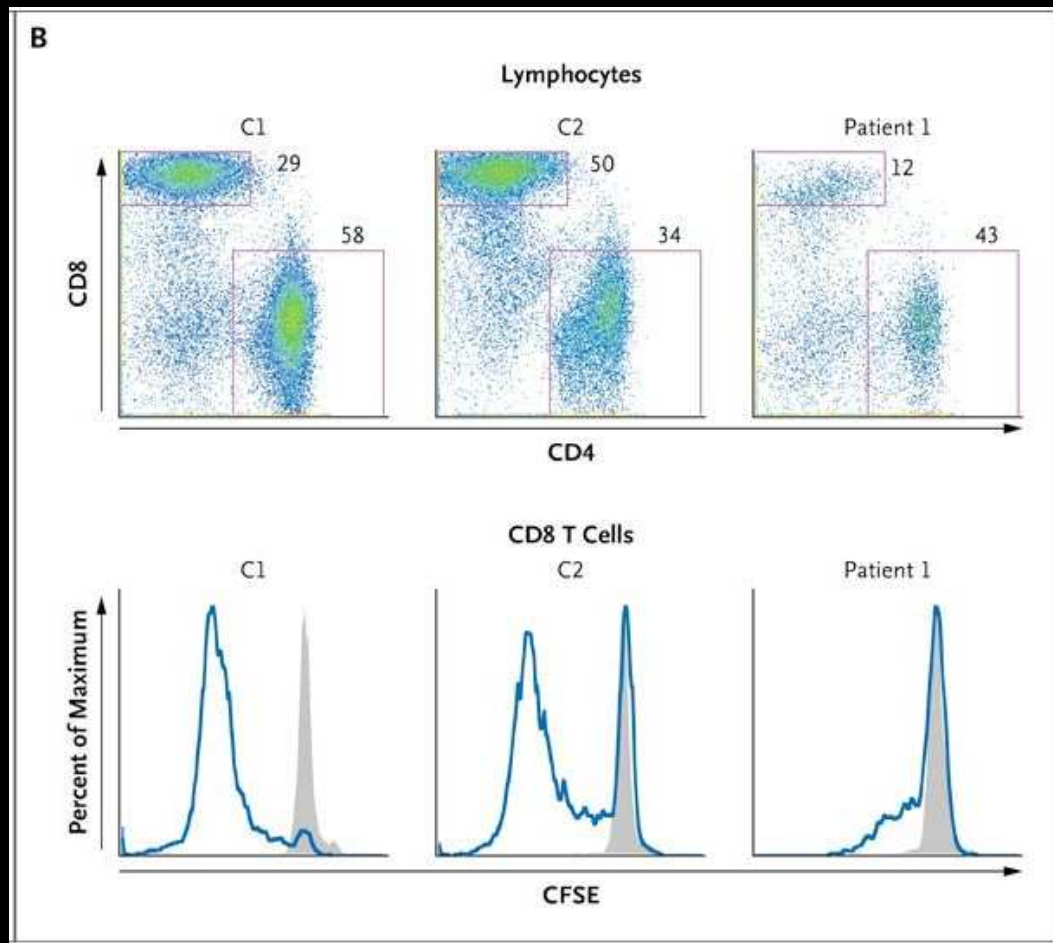 B
Lymphocytes
C1
C2
Patient 1
29
50
12
58
34
43
CD8
CD4
CD8 T Cells
C1
C2
Patient 1
Percent of Maximum
CFSE